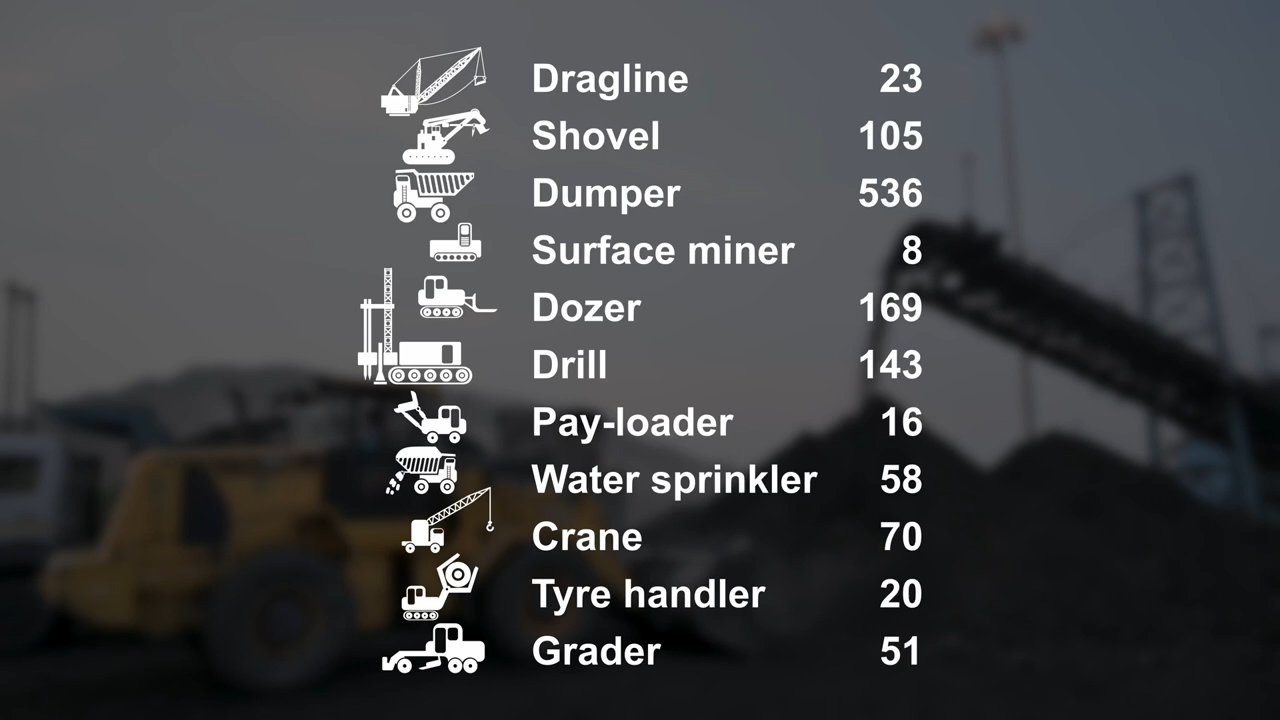 Dragline 23
Shovel 105
Dumper 536
Surface miner 8
Dozer 169
Drill 143
Pay-loader 16
Water sprinkler 58
Crane 70
Tyre handler 20
Grader 51